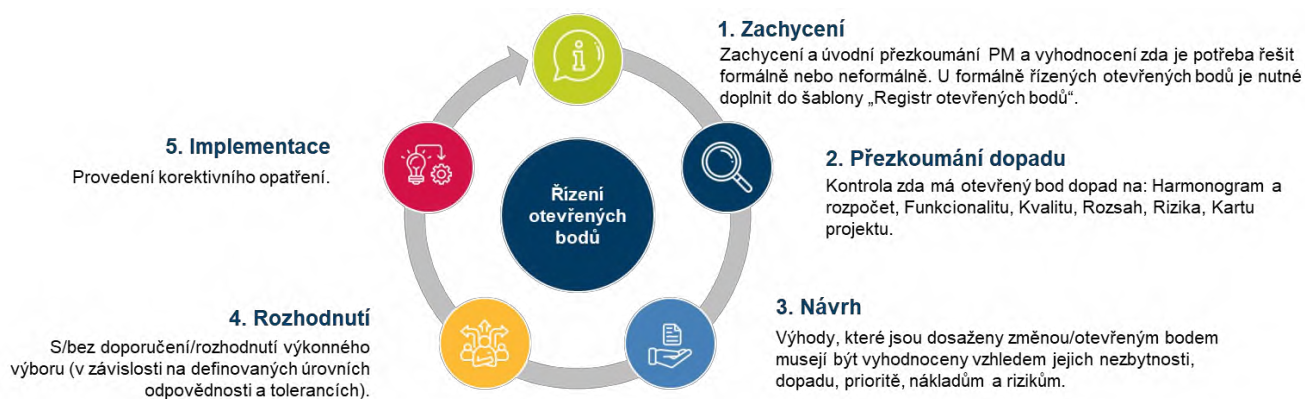 1. Zachycení
Zachycení a úvodní přezkoumání PM a vyhodnocení zda je potřeba řešit
formálně nebo neformálně. U formálně řízených otevřených bodů je nutné
doplnit do šablony „Registr otevřených bodů“.
2. Přezkoumání dopadu
Kontrola zda má otevřený bod dopad na: Harmonogram a
rozpočet, Funkcionalitu, Kvalitu, Rozsah, Rizika, Kartu
projektu.
3. Návrh
Výhody, které jsou dosaženy změnou/otevřeným bodem
musejí být vyhodnoceny vzhledem jejich nezbytnosti,
dopadu, prioritě, nákladům a rizikům.
4. Rozhodnutí
S/bez doporučení/rozhodnutí výkonného
výboru (v závislosti na definovaných úrovních
odpovědnosti a tolerancích).
5. Implementace
Provedení korektivního opatření.
Řízení
otevřených
bodů